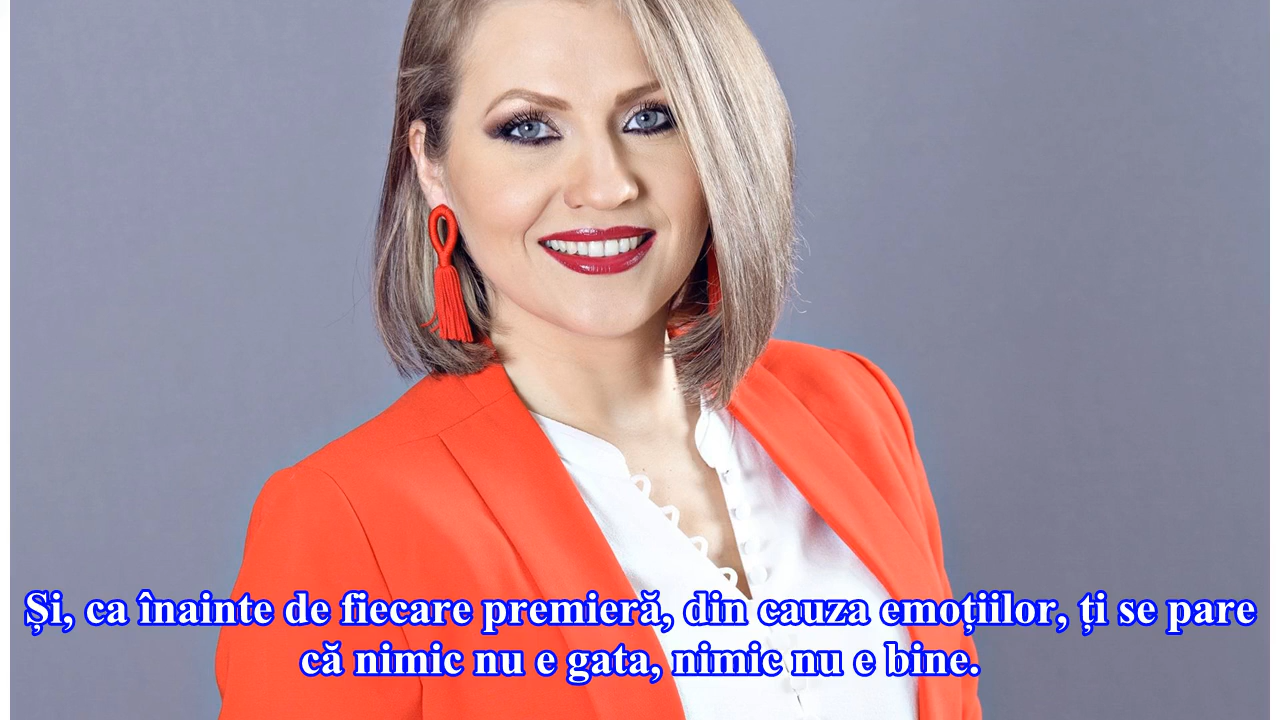 Și, ca înainte de fiecare premieră, din cauza emoțiilor, ți se pare
că nimic nu e gata, nimic nu e bine.